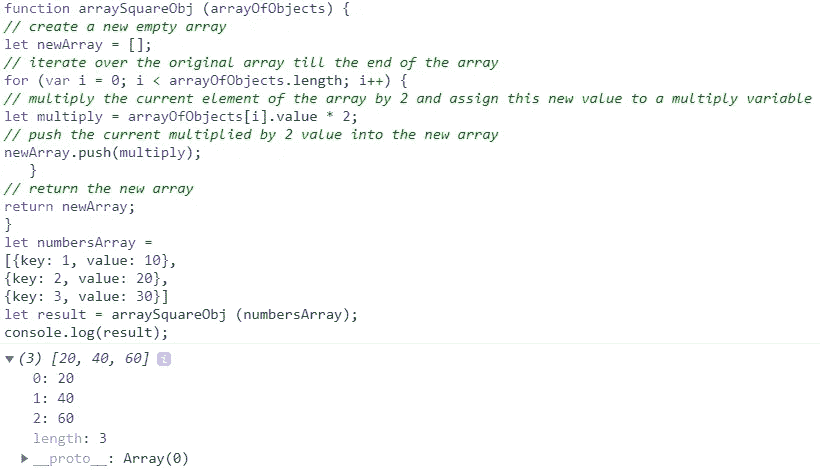 function arraySquareObj (arrayOfObjects) {
// create a new empty array
let newArray = [];
// iterate over the original array till the end of the array
for (var i = 0; i < arrayOfObjects.length; i++) {
// multiply the current element of the array by 2 and assign this new value to a multiply variable
let multiply = arrayOfObjects[i].value * 2;
// push the current multiplied by 2 value into the new array
newArray.push(multiply);
}
// return the new array
return newArray;
}
let numbersArray =
[{key: 1, value: 10},
{key: 2, value: 20},
{key: 3, value: 30}]
let result = arraySquareObj (numbersArray);
console.log(result);
▼ (3) [20, 40, 60] i
0: 20
1: 40
2: 60
length: 3
▶ __proto__: Array(0)